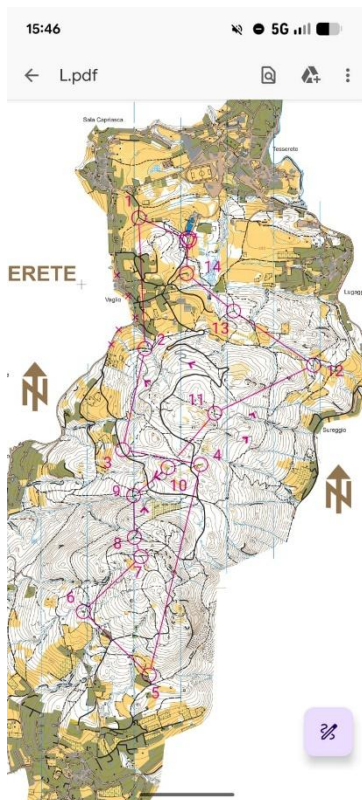 15:46
5G
L.pdf
Sala Capriasca
Tesserete
1
ERETE
14
Vaglio
13
Lugagg
2
12
11
Sureggio
3
4
10
9
8
7
6
5